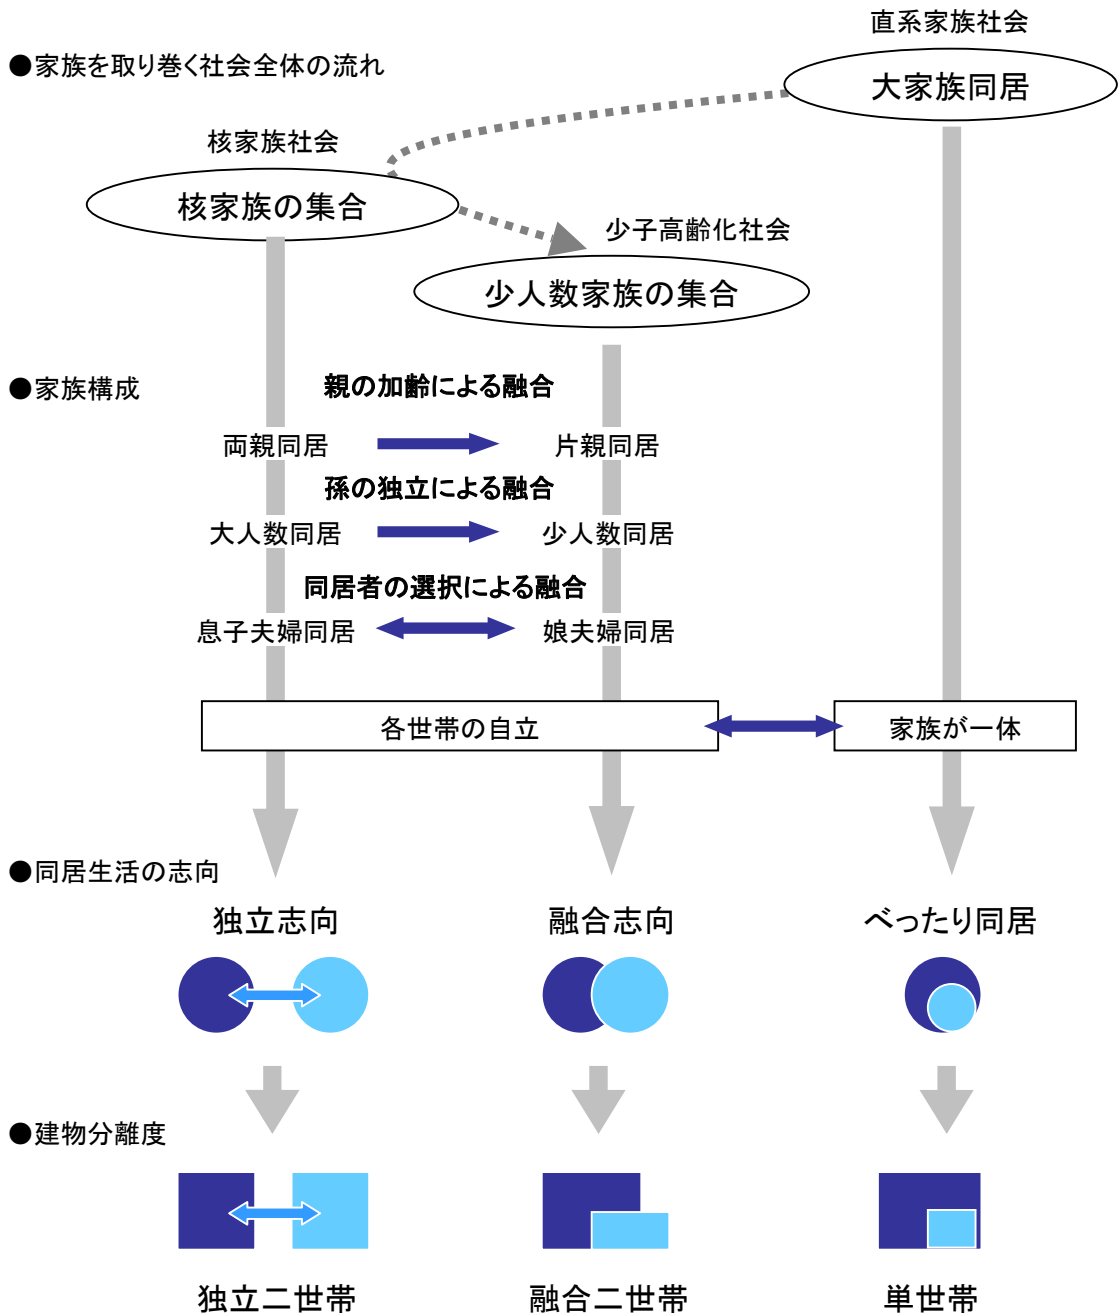 直系家族社会
●家族を取り巻く社会全体の流れ
大家族同居
核家族社会
核家族の集合
少子高齢化社会
少人数家族の集合
●家族構成
親の加齢による融合
両親同居
片親同居
孫の独立による融合
大人数同居
少人数同居
同居者の選択による融合
息子夫婦同居
娘夫婦同居
各世帯の自立
家族が一体
●同居生活の志向
独立志向
融合志向
べったり同居
●建物分離度
独立二世帯
融合二世帯
単世帯